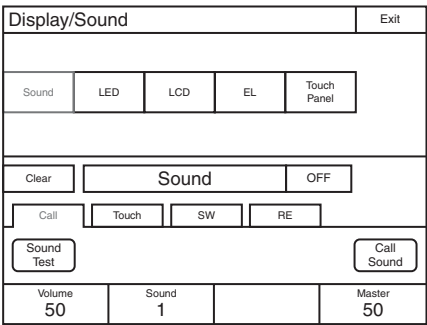 Display/Sound Exit
Sound LED LCD EL Touch
Panel
Clear Sound OFF
Call Touch SW RE
Sound
Test
Call
Sound
Volume Sound Master
50 1 50